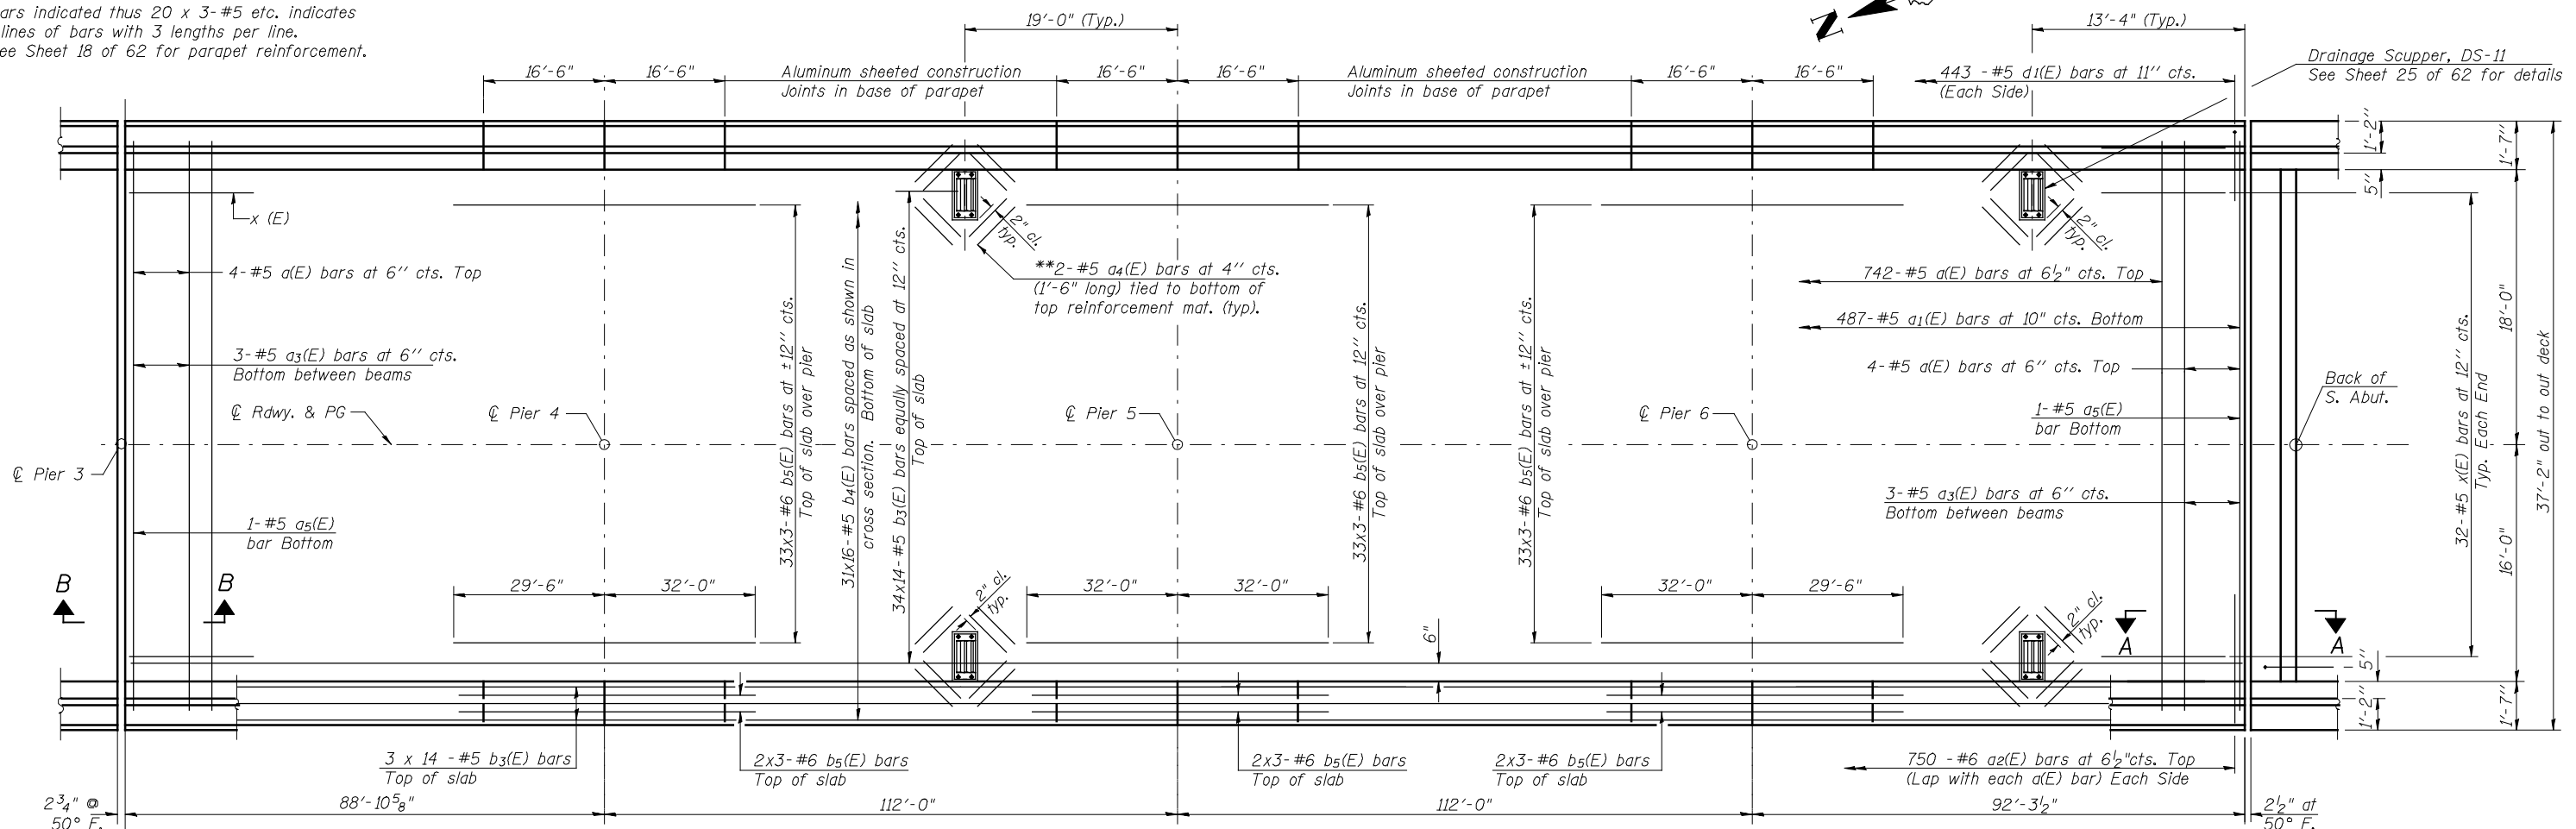 ars indicated thus 20 x 3-#5 etc. indicates
lines of bars with 3 lengths per line.
ee Sheet 18 of 62 for parapet reinforcement.
19'-0" (Typ.)
N
13'-4" (Typ.)
Drainage Scupper, DS-11
See Sheet 25 of 62 for details
16'-6"
16'-6"
Aluminum sheeted construction
Joints in base of parapet
16'-6"
16'-6"
Aluminum sheeted construction
Joints in base of parapet
16'-6"
16'-6"
443 -#5 d1(E) bars at 11" cts.
(Each Side)
1'-2"
1'-7"
5"
x (E)
2" cl.
typ.
2" cl.
typ.
4-#5 a(E) bars at 6" cts. Top
**2-#5 a4(E) bars at 4" cts.
(1'-6" long) tied to bottom of
top reinforcement mat. (typ).
742-#5 a(E) bars at 6½" cts. Top
487-#5 a1(E) bars at 10" cts. Bottom
3-#5 a3(E) bars at 6" cts.
Bottom between beams
4-#5 a(E) bars at 6" cts. Top
℄ Rdwy. & PG
℄ Pier 4
℄ Pier 5
℄ Pier 6
1-#5 a5(E)
bar Bottom
Back of
S. Abut.
℄ Pier 3
33x3-#6 b5(E) bars at ±12" cts.
Top of slab over pier
31x16-#5 b4(E) bars spaced as shown in
cross section. Bottom of slab
34x14-#5 b3(E) bars equally spaced at 12" cts.
Top of slab
33x3-#6 b5(E) bars at 12" cts.
Top of slab over pier
33x3-#6 b5(E) bars at ±12" cts.
Top of slab over pier
32-#5 x(E) bars at 12" cts.
Typ. Each End
18'-0"
16'-0"
37'-2" out to out deck
1-#5 a5(E)
bar Bottom
3-#5 a3(E) bars at 6" cts.
Bottom between beams
B
B
29'-6"
32'-0"
2" cl.
typ.
32'-0"
32'-0"
32'-0"
29'-6"
2" cl.
typ.
6"
A
A
5"
1'-2"
1'-7"
3 x 14 -#5 b3(E) bars
Top of slab
2x3-#6 b5(E) bars
Top of slab
2x3-#6 b5(E) bars
Top of slab
2x3-#6 b5(E) bars
Top of slab
750 -#6 a2(E) bars at 6½"cts. Top
(Lap with each a(E) bar) Each Side
2¾" @
50° F.
88'-10⅝"
112'-0"
112'-0"
92'-3½"
2½" at
50° F.